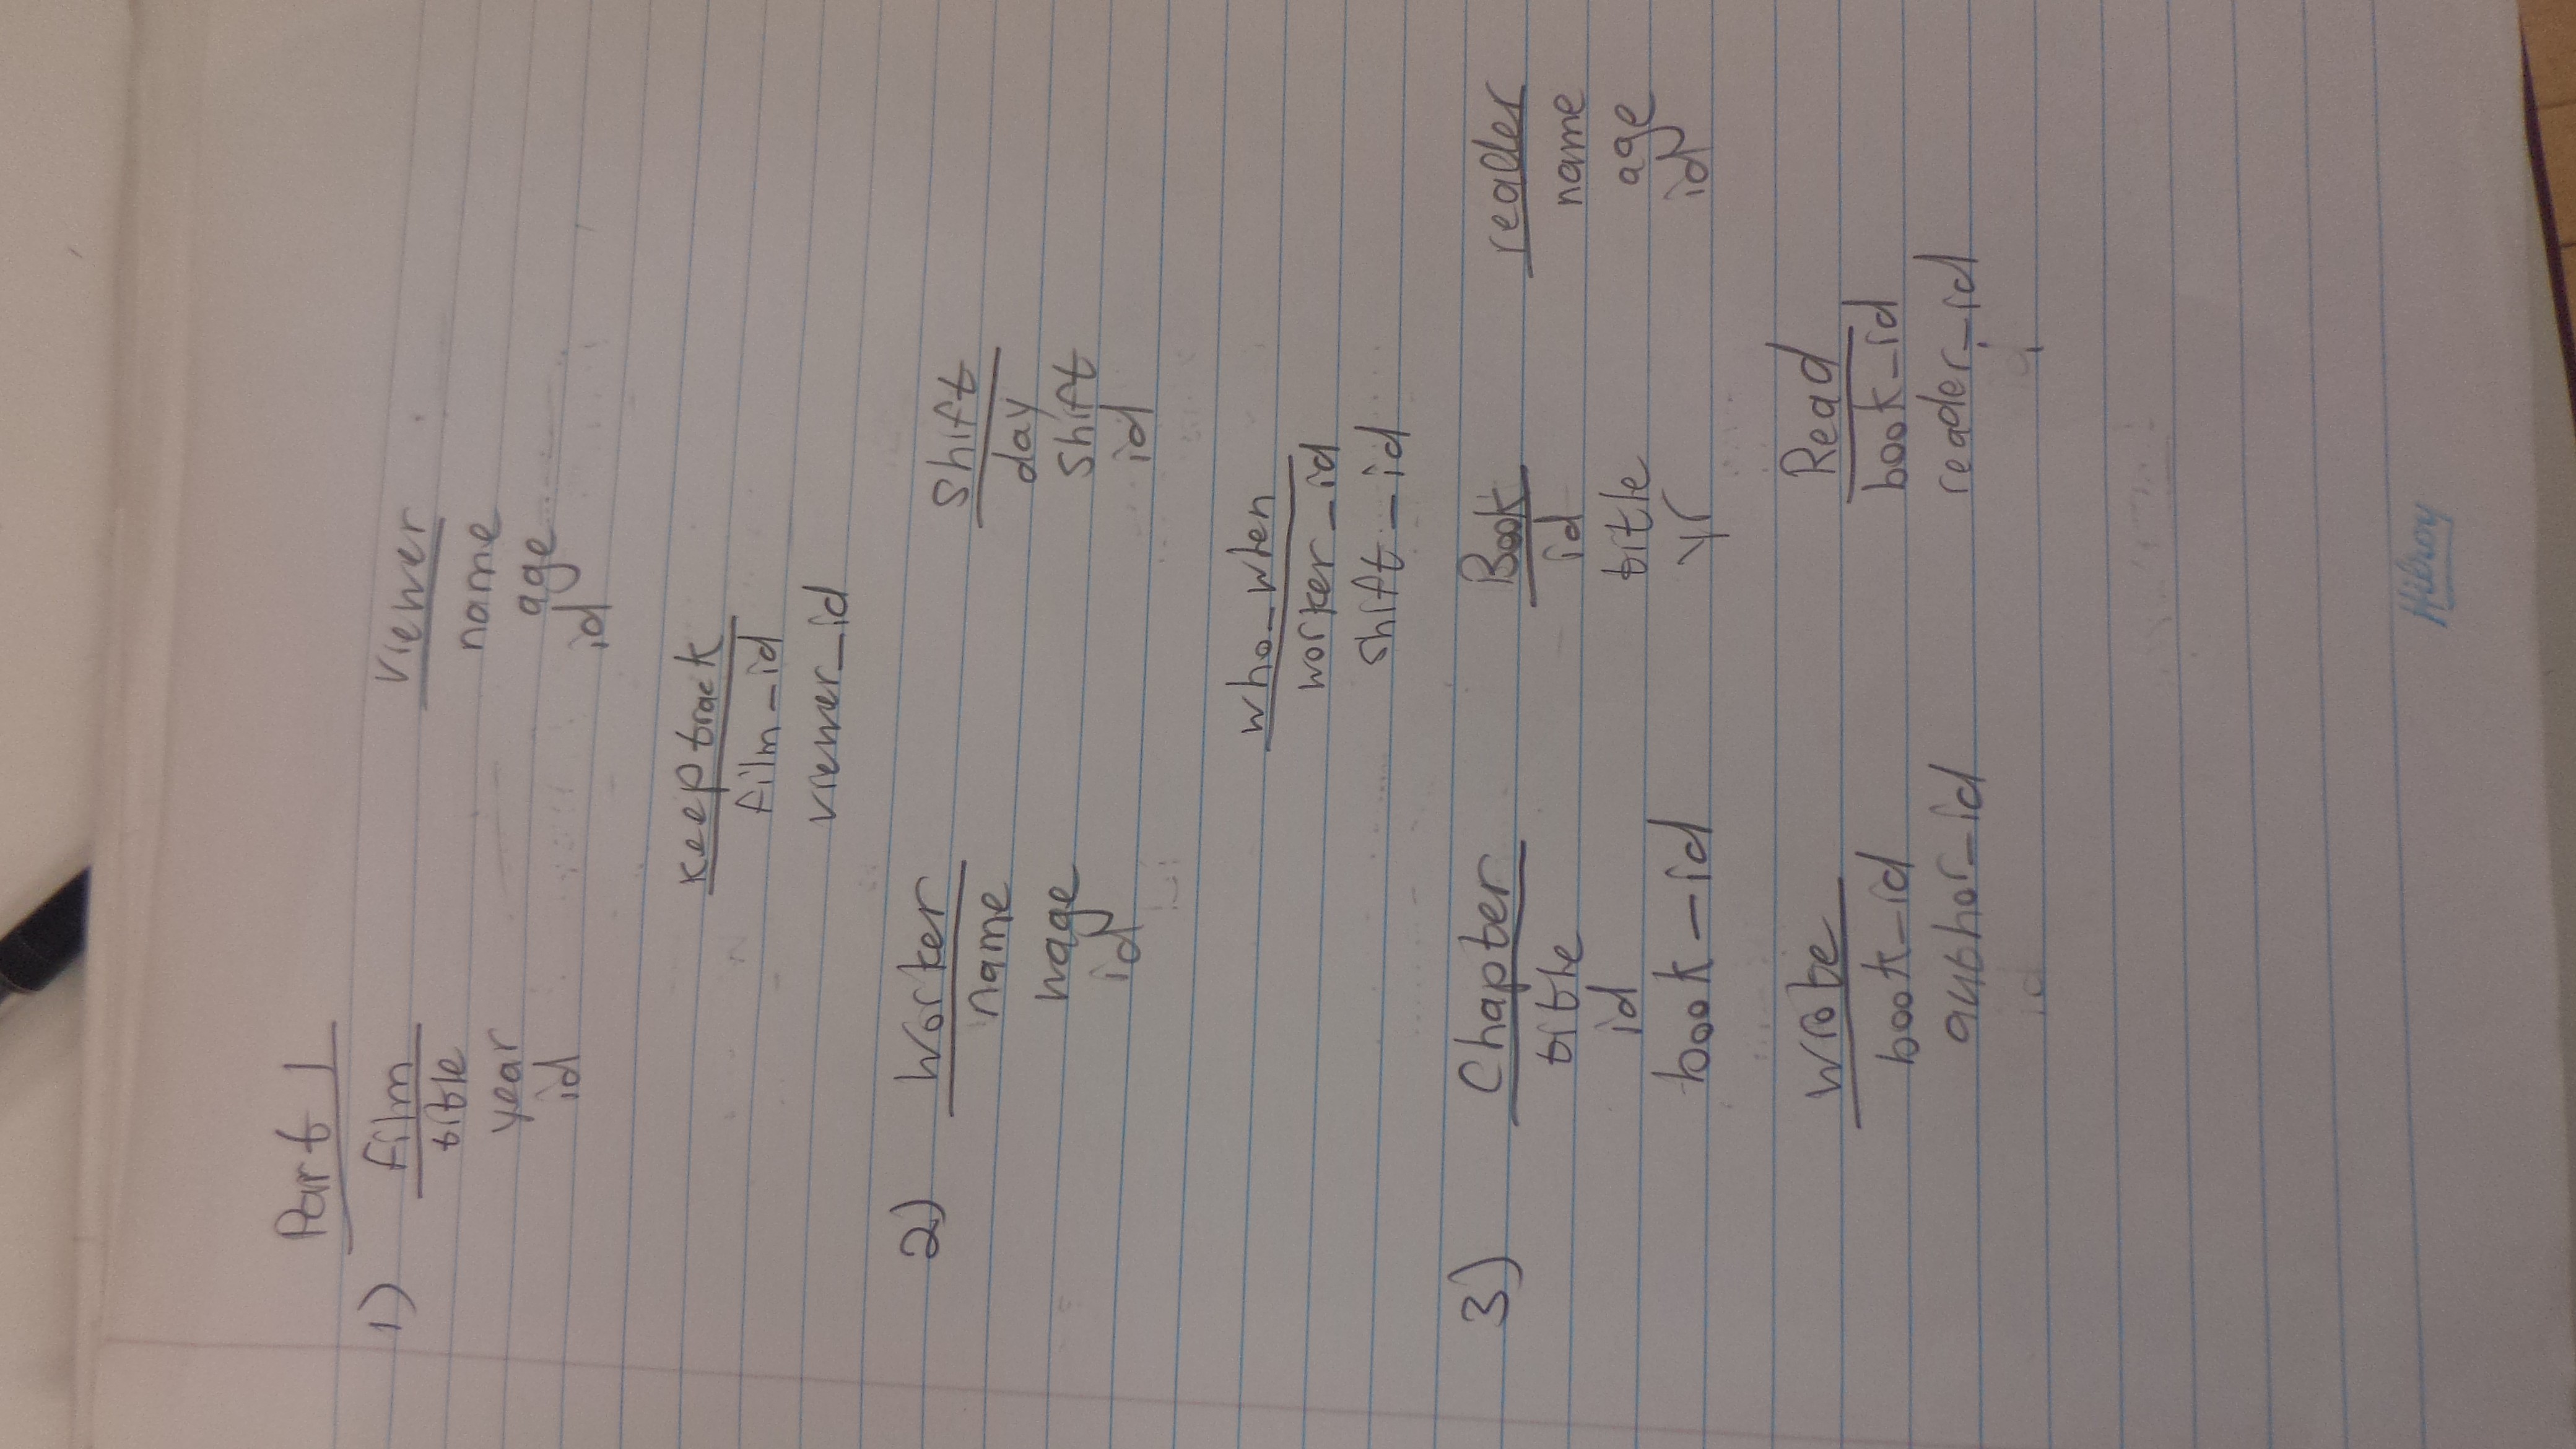 Part 1
1) film
title
year
id
Viewer
name
age
id
keeptrack
film_id
viewer_id
2) Worker
name
wage
id
Shift
day
shift
id
who_when
worker_id
shift_id
3) Chapter
title
id
book_id
Book
id
title
yr
reader
name
age
id
Wrote
book_id
author_id
Read
book_id
reader_id
Hilroy